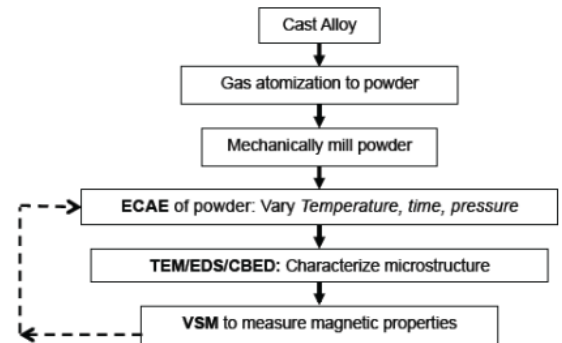 Cast Alloy
Gas atomization to powder
Mechanically mill powder
ECAE of powder: Vary Temperature, time, pressure
TEM/EDS/CBED: Characterize microstructure
VSM to measure magnetic properties